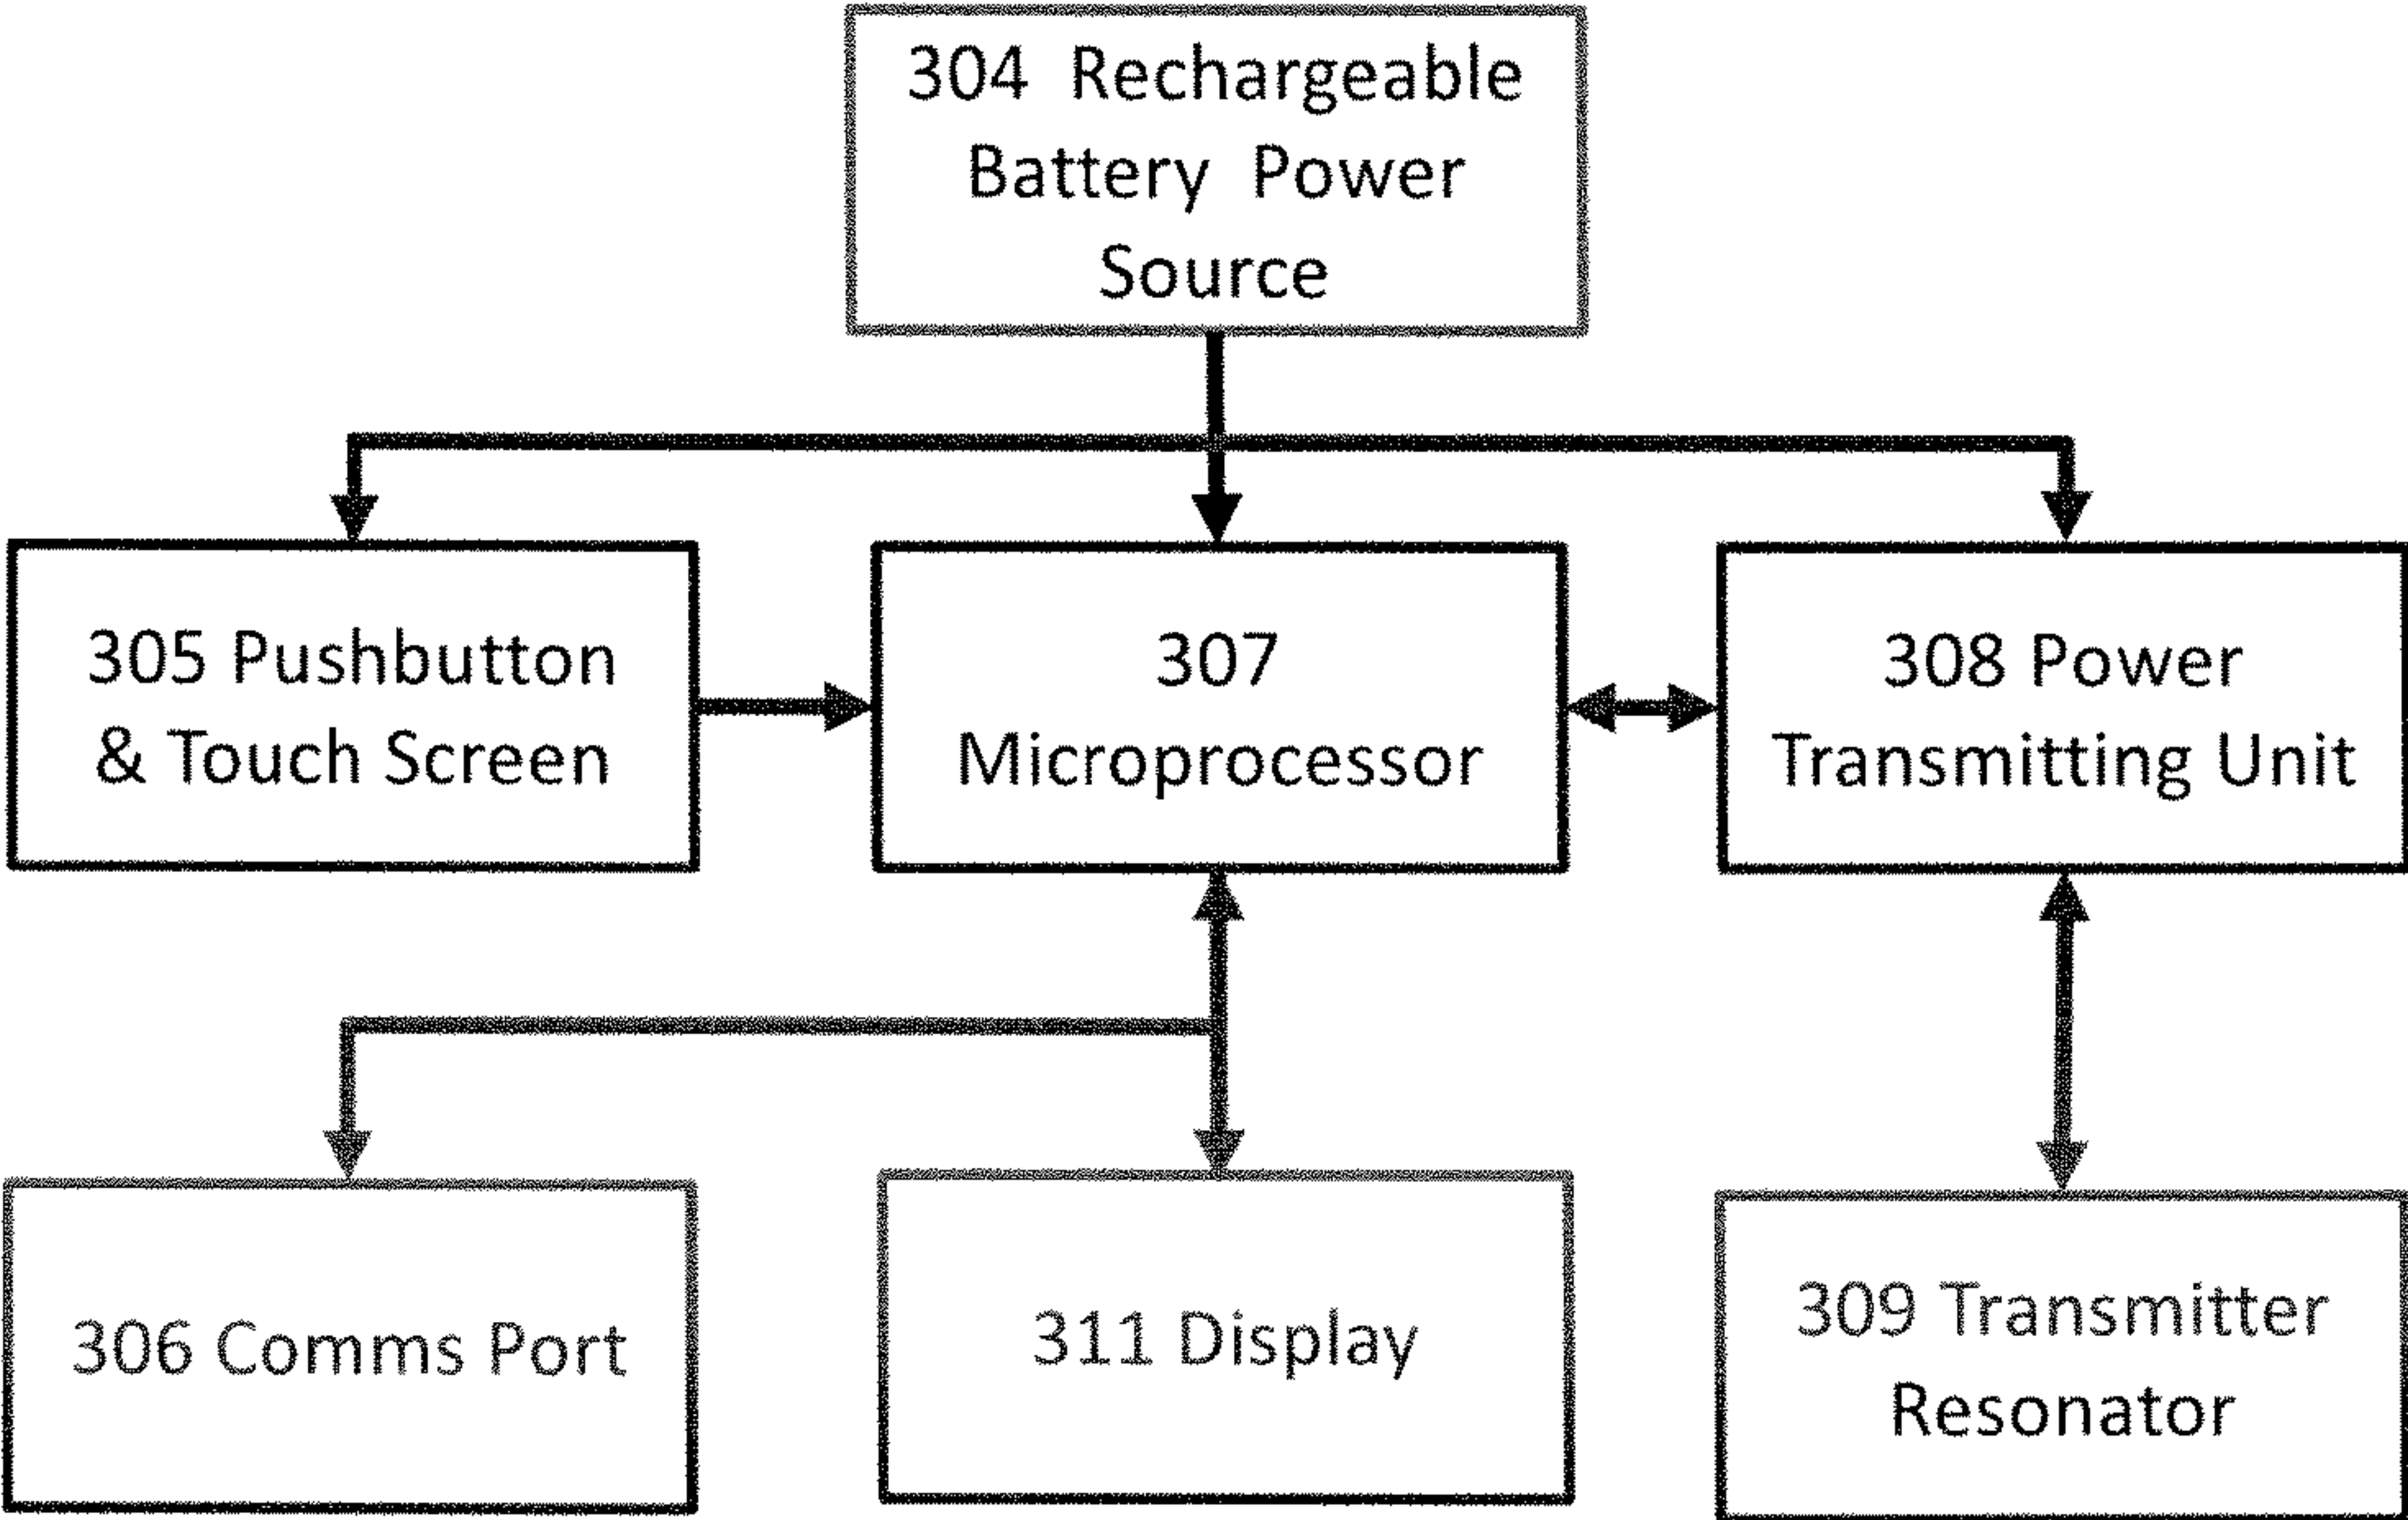 304 Rechargeable
Battery Power
Source
305 Pushbutton
& Touch Screen
307
Microprocessor
308 Power
Transmitting Unit
306 Comms Port
311 Display
309 Transmitter
Resonator